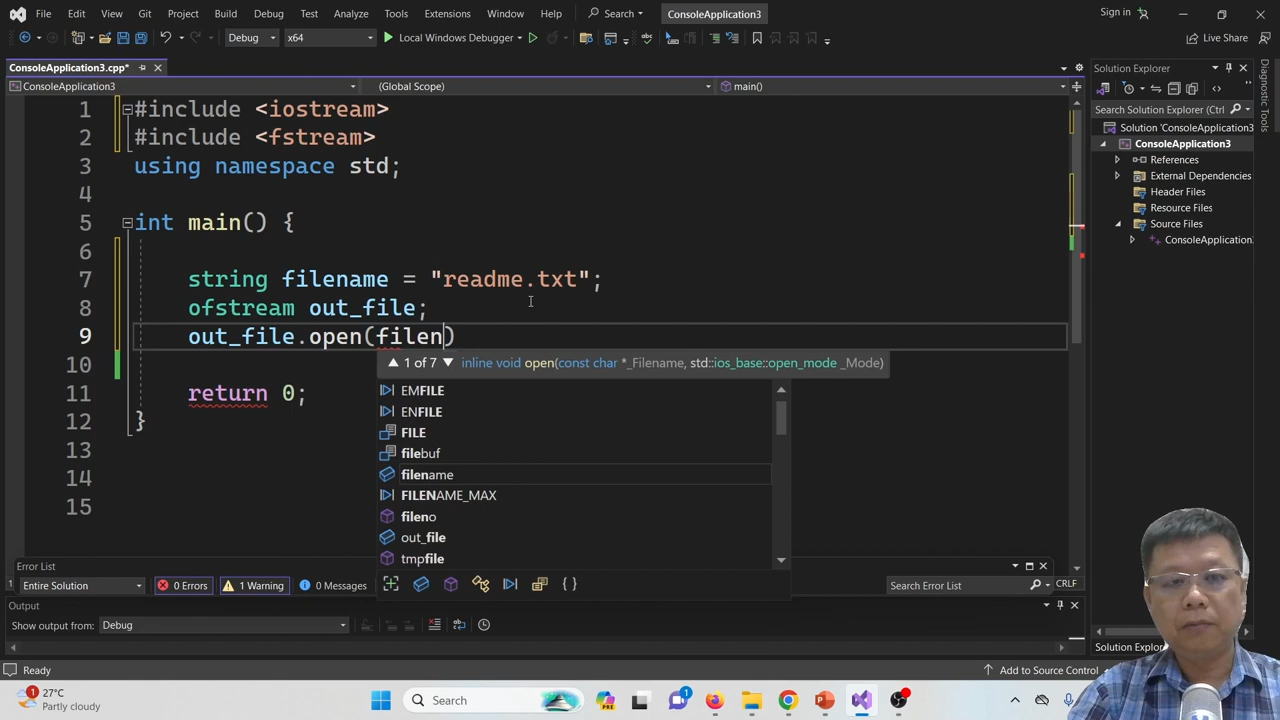 File Edit View Git Project Build Debug Test Analyze Tools Extensions Window Help Search ConsoleApplication3 Sign in
Debug x64 Local Windows Debugger Live Share
ConsoleApplication3.cpp* Solution Explorer
ConsoleApplication3 (Global Scope) main()
Search Solution Explorer (Ctrl
Solution 'ConsoleApplication3
ConsoleApplication3
References
External Dependencies
Header Files
Resource Files
Source Files
ConsoleApplication.
Diagnostic Tools
1 #include <iostream>
2 #include <fstream>
3 using namespace std;
4
5 int main() {
6
7 string filename = "readme.txt";
8 ofstream out_file;
9 out_file.open(filen)
10
11 return 0;
12 }
13
14
15
1 of 7 inline void open(const char *_Filename, std::ios_base::open_mode _Mode)
EMFILE
ENFILE
FILE
filebuf
filename
FILENAME_MAX
fileno
out_file
tmpfile
{ }
Error List
Entire Solution 0 Errors 1 Warning 0 Messages Search Error List CRLF
Output
Show output from: Debug
Solution Explor
Ready Add to Source Control
1 27°C
Partly cloudy
Search PRE 1